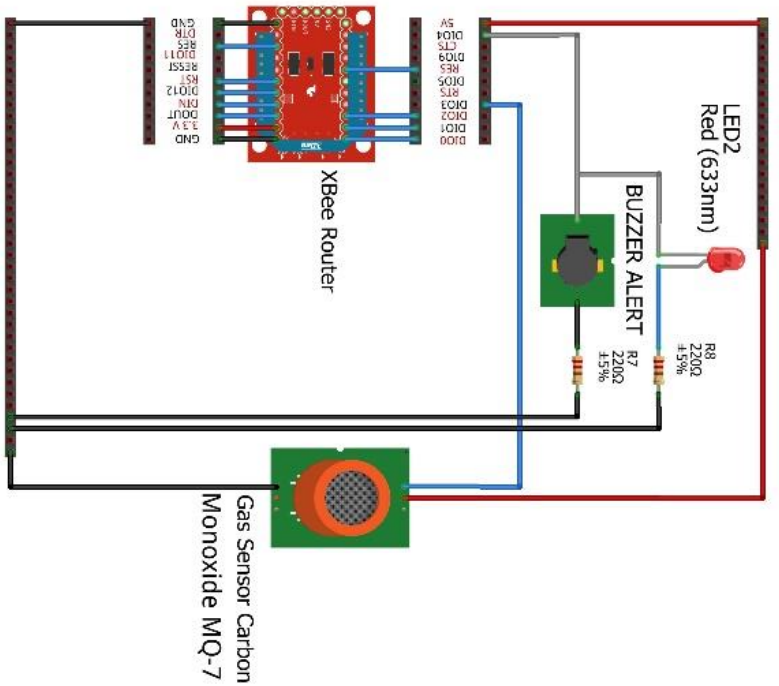 GND
DTR
RES
DIO11
RESSI
RST
DIO12
DIN
DOUT
3.3 V
GND
5V
DIO4
CTS
DIO9
RES
DIO5
RTS
DIO3
DIO2
DIO1
DIO0
XBee Router
LED2
Red (633nm)
BUZZER ALERT
R8
220Ω
±5%
R7
220Ω
±5%
Gas Sensor Carbon
Monoxide MQ-7